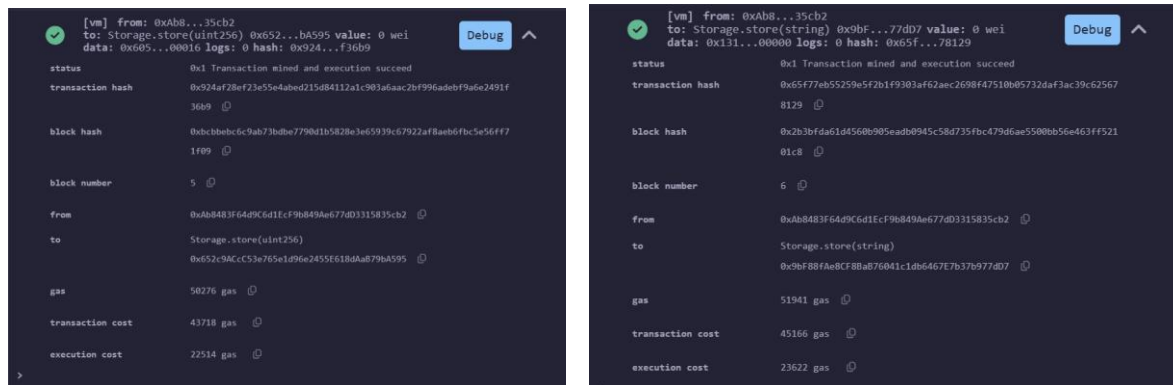 [vm] from: 0xAb8...35cb2
to: Storage.store(uint256) 0x652...bA595 value: 0 wei
data: 0x605...00016 logs: 0 hash: 0x924...f36b9
Debug
status 0x1 Transaction mined and execution succeed
transaction hash 0x924af28ef23e55e4abed215d84112a1c903a6aac2bf996adebf9a6e2491f
36b9
block hash 0xbcbbebc6c9ab73bdbe7790d1b5828e3e65939c67922af8aeb6fbc5e56ff7
1f09
block number 5
from 0xAb8483F64d9C6d1EcF9b849Ae677dD3315835cb2
to Storage.store(uint256)
0x652c9ACcC53e765e1d96e2455E618dAaB79bA595
gas 50276 gas
transaction cost 43718 gas
execution cost 22514 gas
>
[vm] from: 0xAb8...35cb2
to: Storage.store(string) 0x9bF...77dD7 value: 0 wei
data: 0x131...00000 logs: 0 hash: 0x65f...78129
Debug
status 0x1 Transaction mined and execution succeed
transaction hash 0x65f77eb55259e5f2b1f9303af62aec2698f47510b05732daf3ac39c62567
8129
block hash 0x2b3bfda61d4560b905eadb0945c58d735fbc479d6ae5500bb56e463ff521
01c8
block number 6
from 0xAb8483F64d9C6d1EcF9b849Ae677dD3315835cb2
to Storage.store(string)
0x9bF88fAe8CF8BaB76041c1db6467E7b37b977dD7
gas 51941 gas
transaction cost 45166 gas
execution cost 23622 gas